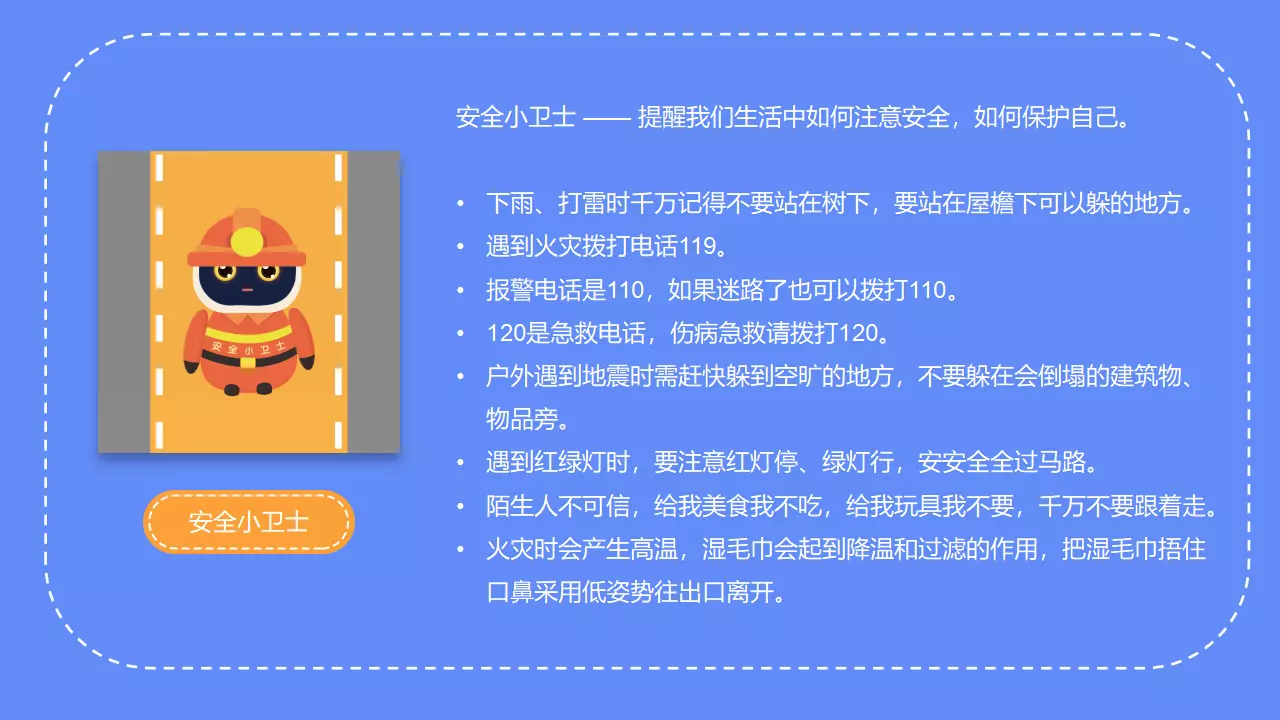 安全小卫士 —— 提醒我们生活中如何注意安全，如何保护自己。
• 下雨、打雷时千万记得不要站在树下，要站在屋檐下可以躲的地方。
• 遇到火灾拨打电话119。
• 报警电话是110，如果迷路了也可以拨打110。
• 120是急救电话，伤病急救请拨打120。
• 户外遇到地震时需赶快躲到空旷的地方，不要躲在会倒塌的建筑物、
物品旁。
• 遇到红绿灯时，要注意红灯停、绿灯行，安安全全过马路。
• 陌生人不可信，给我美食我不吃，给我玩具我不要，千万不要跟着走。
• 火灾时会产生高温，湿毛巾会起到降温和过滤的作用，把湿毛巾捂住
口鼻采用低姿势往出口离开。
安全小卫士
安全小卫士